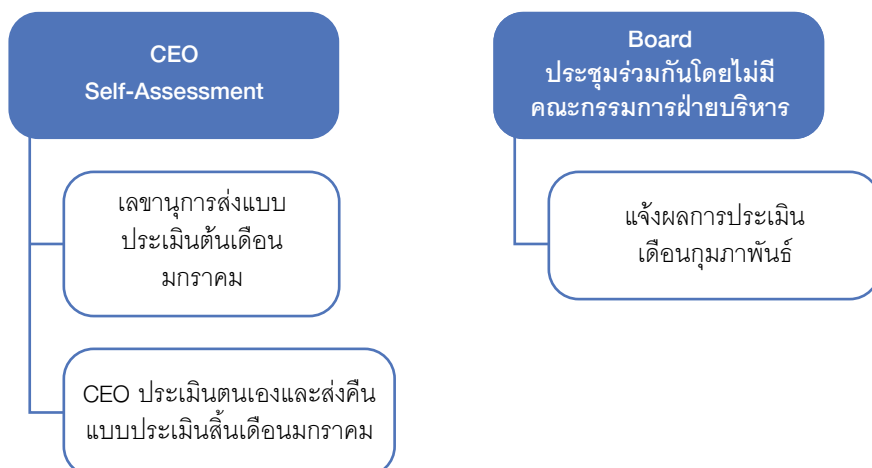 CEO
Self-Assessment
เลขานุการส่งแบบ
ประเมินต้นเดือน
มกราคม
CEO ประเมินตนเองและส่งคืน
แบบประเมินสิ้นเดือนมกราคม
Board
ประชุมร่วมกันโดยไม่มี
คณะกรรมการฝ่ายบริหาร
แจ้งผลการประเมิน
เดือนกุมภาพันธ์